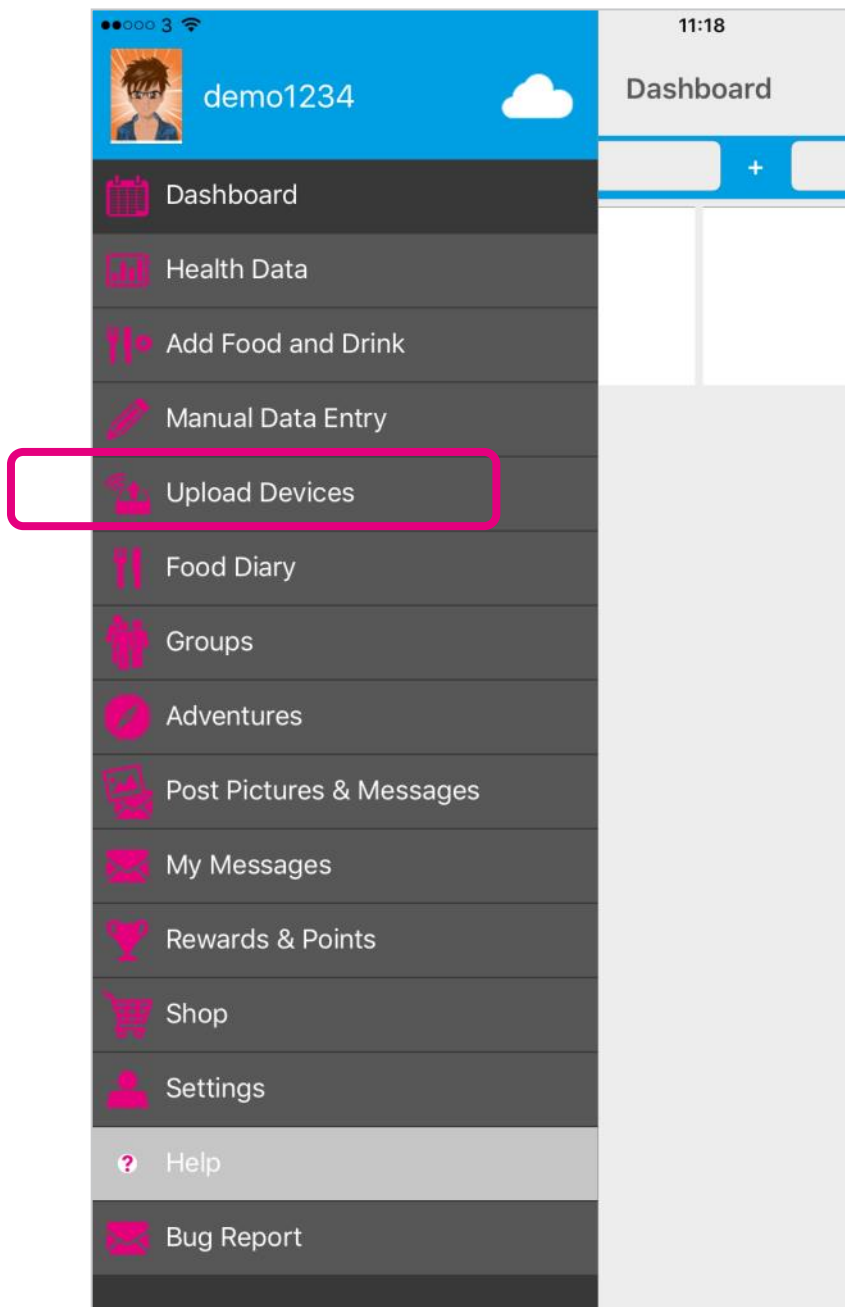 3
11:18
demo1234
Dashboard
+
Dashboard
Health Data
Add Food and Drink
Manual Data Entry
Upload Devices
Food Diary
Groups
Adventures
Post Pictures & Messages
My Messages
Rewards & Points
Shop
Settings
? Help
Bug Report